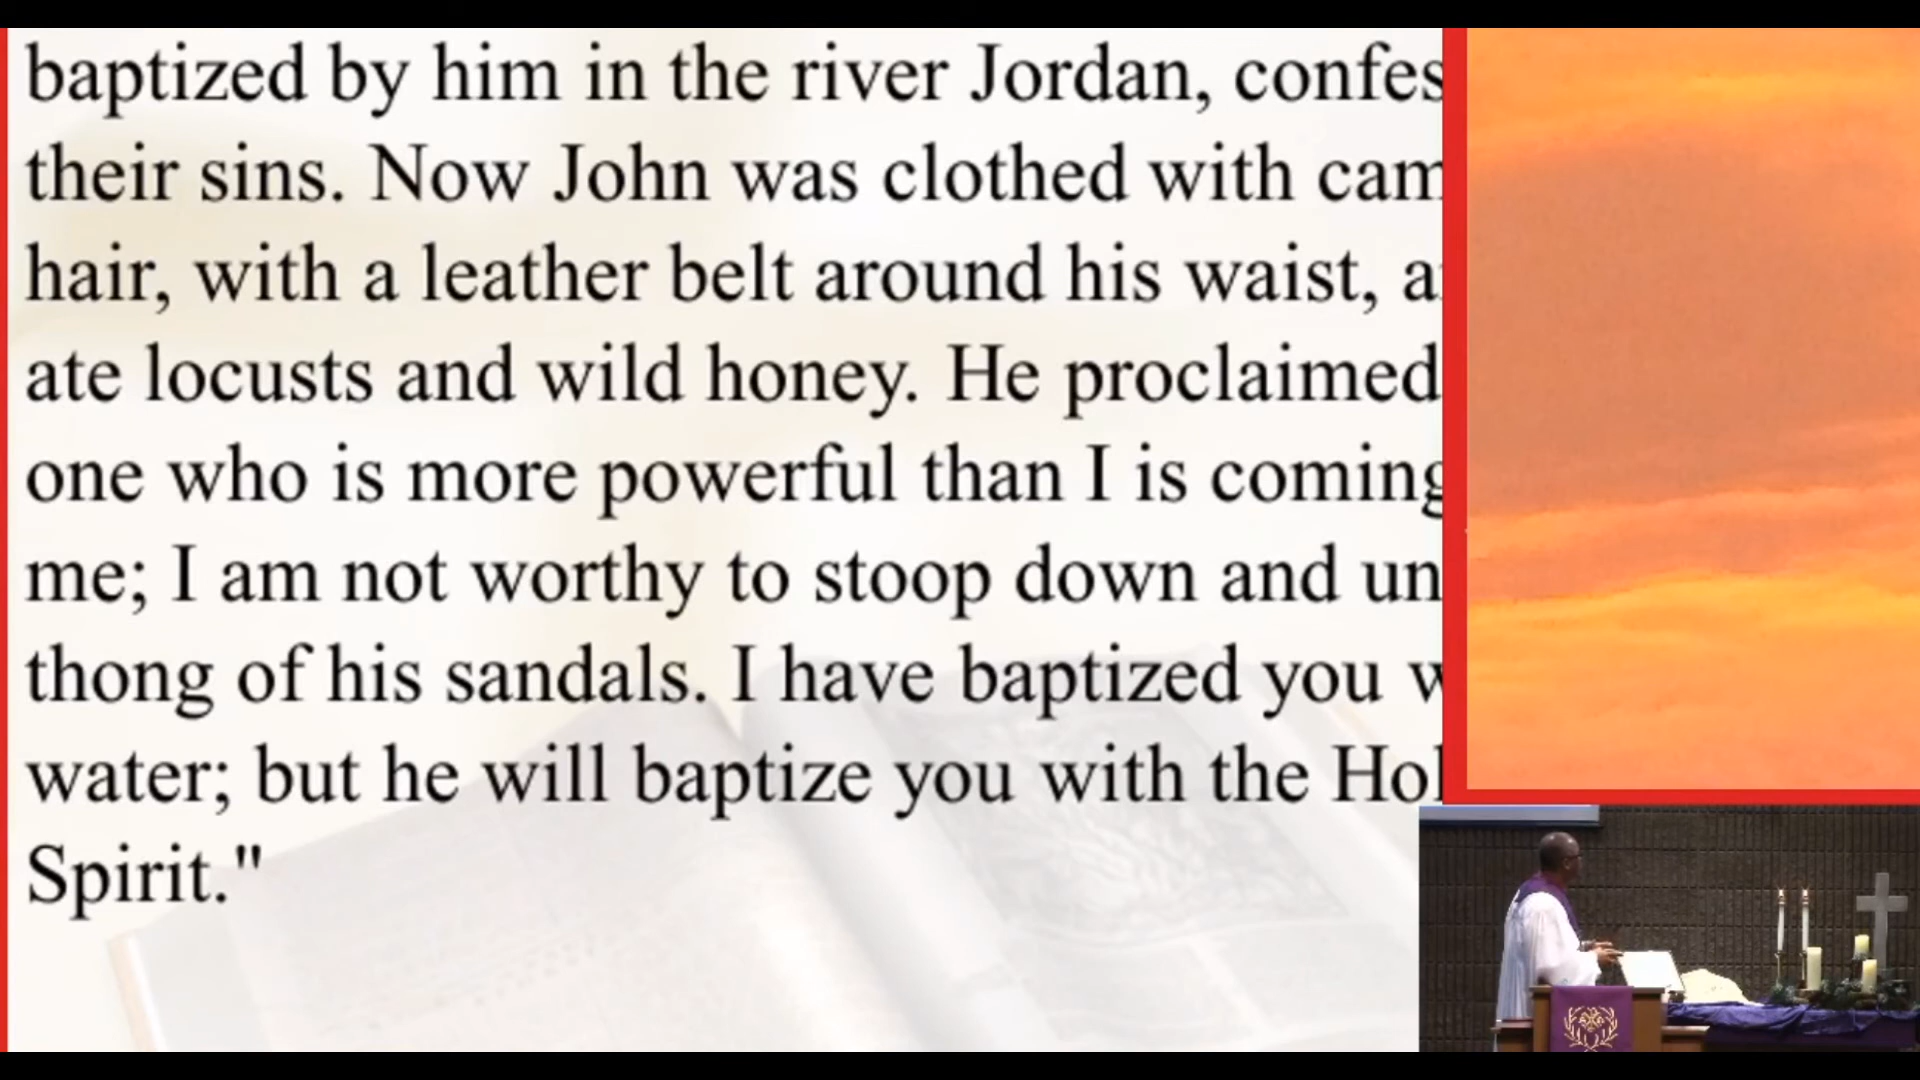 baptized by him in the river Jordan, confes
their sins. Now John was clothed with cam
hair, with a leather belt around his waist, a
ate locusts and wild honey. He proclaimed
one who is more powerful than I is coming
me; I am not worthy to stoop down and un
thong of his sandals. I have baptized you w
water; but he will baptize you with the Hol
Spirit."